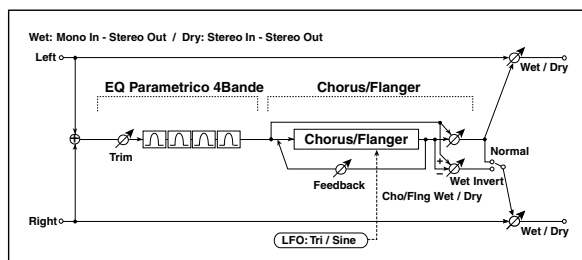 Wet: Mono In - Stereo Out / Dry: Stereo In - Stereo Out
Left
Wet / Dry
EQ Parametrico 4Bande
Chorus/Flanger
Chorus/Flanger
Trim
Normal
Feedback
Wet Invert
Cho/Flng Wet / Dry
+
−
Right
Wet / Dry
LFO: Tri / Sine